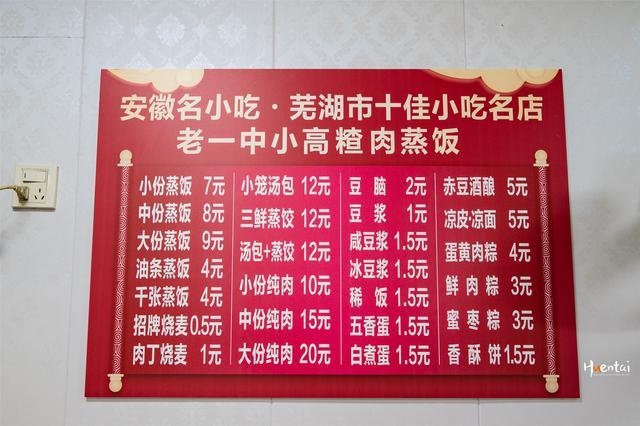 安徽名小吃·芜湖市十佳小吃名店
老一中小高糌肉蒸饭
小份蒸饭 7元
中份蒸饭 8元
大份蒸饭 9元
油条蒸饭 4元
干张蒸饭 4元
招牌烧麦 0.5元
肉丁烧麦 1元
小笼汤包 12元
三鲜蒸饺 12元
汤包+蒸饺 12元
小份纯肉 10元
中份纯肉 15元
大份纯肉 20元
豆脑 2元
豆浆 1元
咸豆浆 1.5元
冰豆浆 1.5元
稀饭 1.5元
五香蛋 1.5元
白煮蛋 1.5元
赤豆酒酿 5元
凉皮·凉面 5元
蛋黄肉粽 4元
鲜肉粽 3元
蜜枣粽 3元
香酥饼 1.5元
Huentai